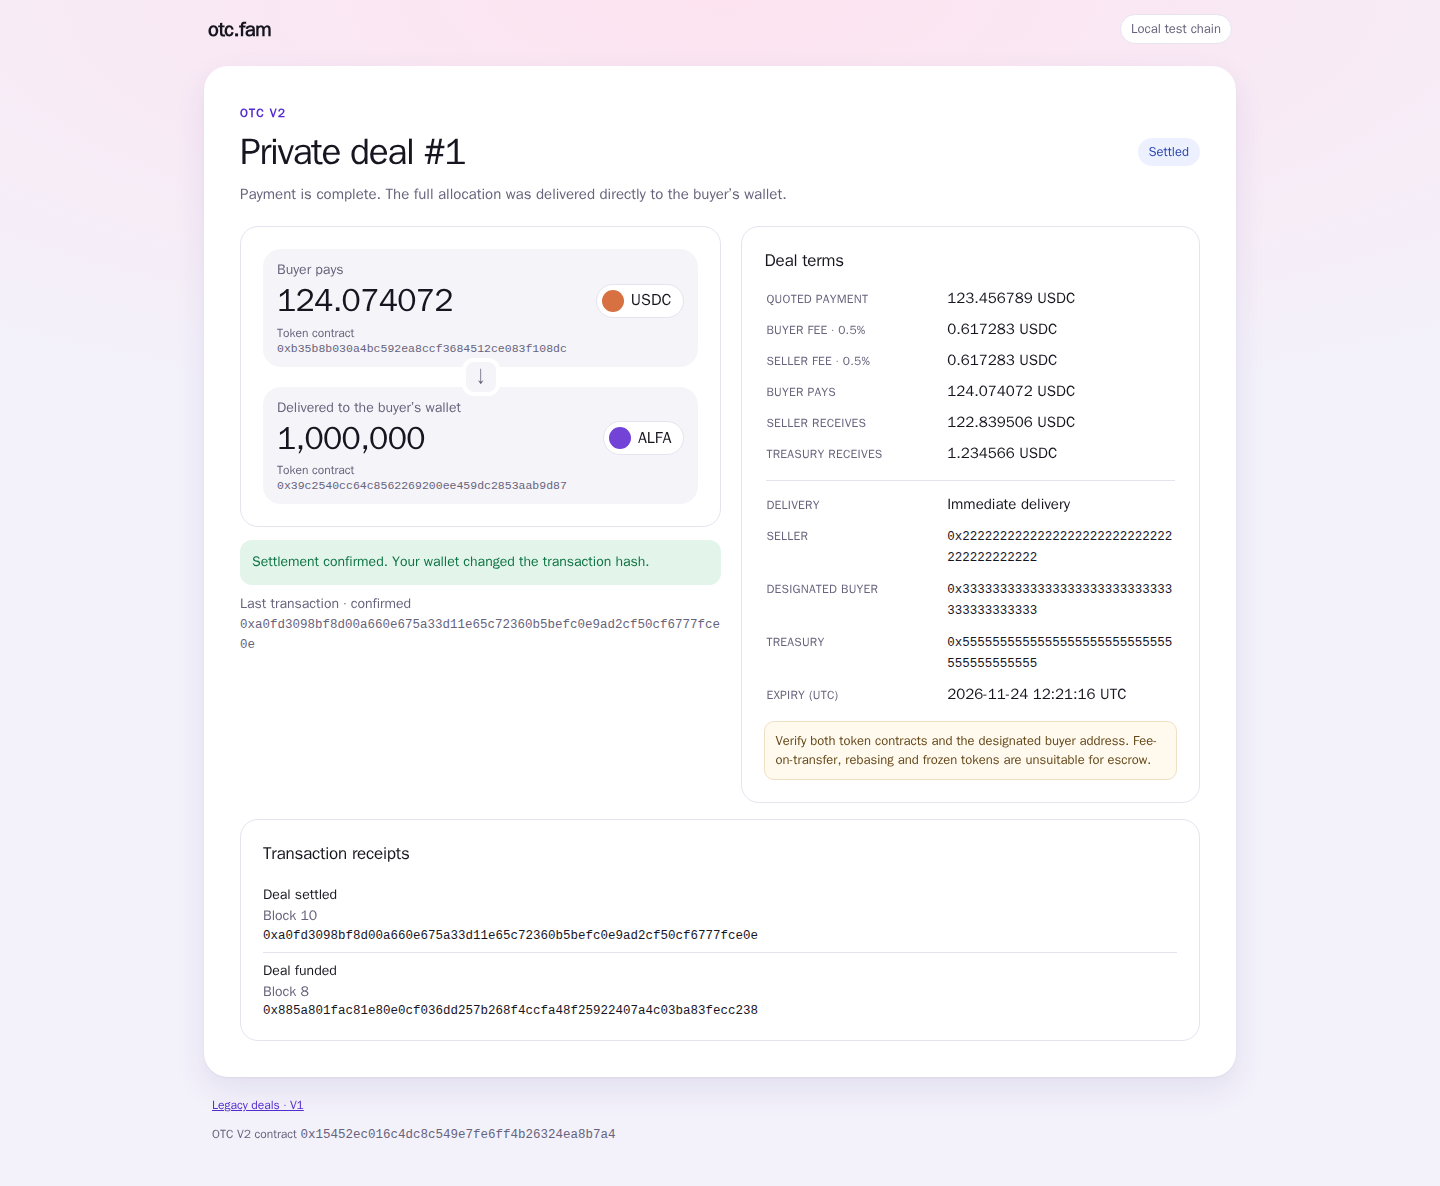 otc.fam
Local test chain
OTC V2
Private deal #1
Settled
Payment is complete. The full allocation was delivered directly to the buyer's wallet.
Buyer pays
124.074072
USDC
Token contract
0xb35b8b030a4bc592ea8ccf3684512ce083f108dc
↓
Delivered to the buyer's wallet
1,000,000
ALFA
Token contract
0x39c2540cc64c8562269200ee459dc2853aab9d87
Settlement confirmed. Your wallet changed the transaction hash.
Last transaction · confirmed
0xa0fd3098bf8d00a660e675a33d11e65c72360b5befc0e9ad2cf50cf6777fce
0e
Deal terms
QUOTED PAYMENT 123.456789 USDC
BUYER FEE · 0.5% 0.617283 USDC
SELLER FEE · 0.5% 0.617283 USDC
BUYER PAYS 124.074072 USDC
SELLER RECEIVES 122.839506 USDC
TREASURY RECEIVES 1.234566 USDC
DELIVERY Immediate delivery
SELLER 0x2222222222222222222222222222
222222222222
DESIGNATED BUYER 0x3333333333333333333333333333
333333333333
TREASURY 0x5555555555555555555555555555
555555555555
EXPIRY (UTC) 2026-11-24 12:21:16 UTC
Verify both token contracts and the designated buyer address. Fee-
on-transfer, rebasing and frozen tokens are unsuitable for escrow.
Transaction receipts
Deal settled
Block 10
0xa0fd3098bf8d00a660e675a33d11e65c72360b5befc0e9ad2cf50cf6777fce0e
Deal funded
Block 8
0x885a801fac81e80e0cf036dd257b268f4ccfa48f25922407a4c03ba83fecc238
Legacy deals · V1
OTC V2 contract 0x15452ec016c4dc8c549e7fe6ff4b26324ea8b7a4